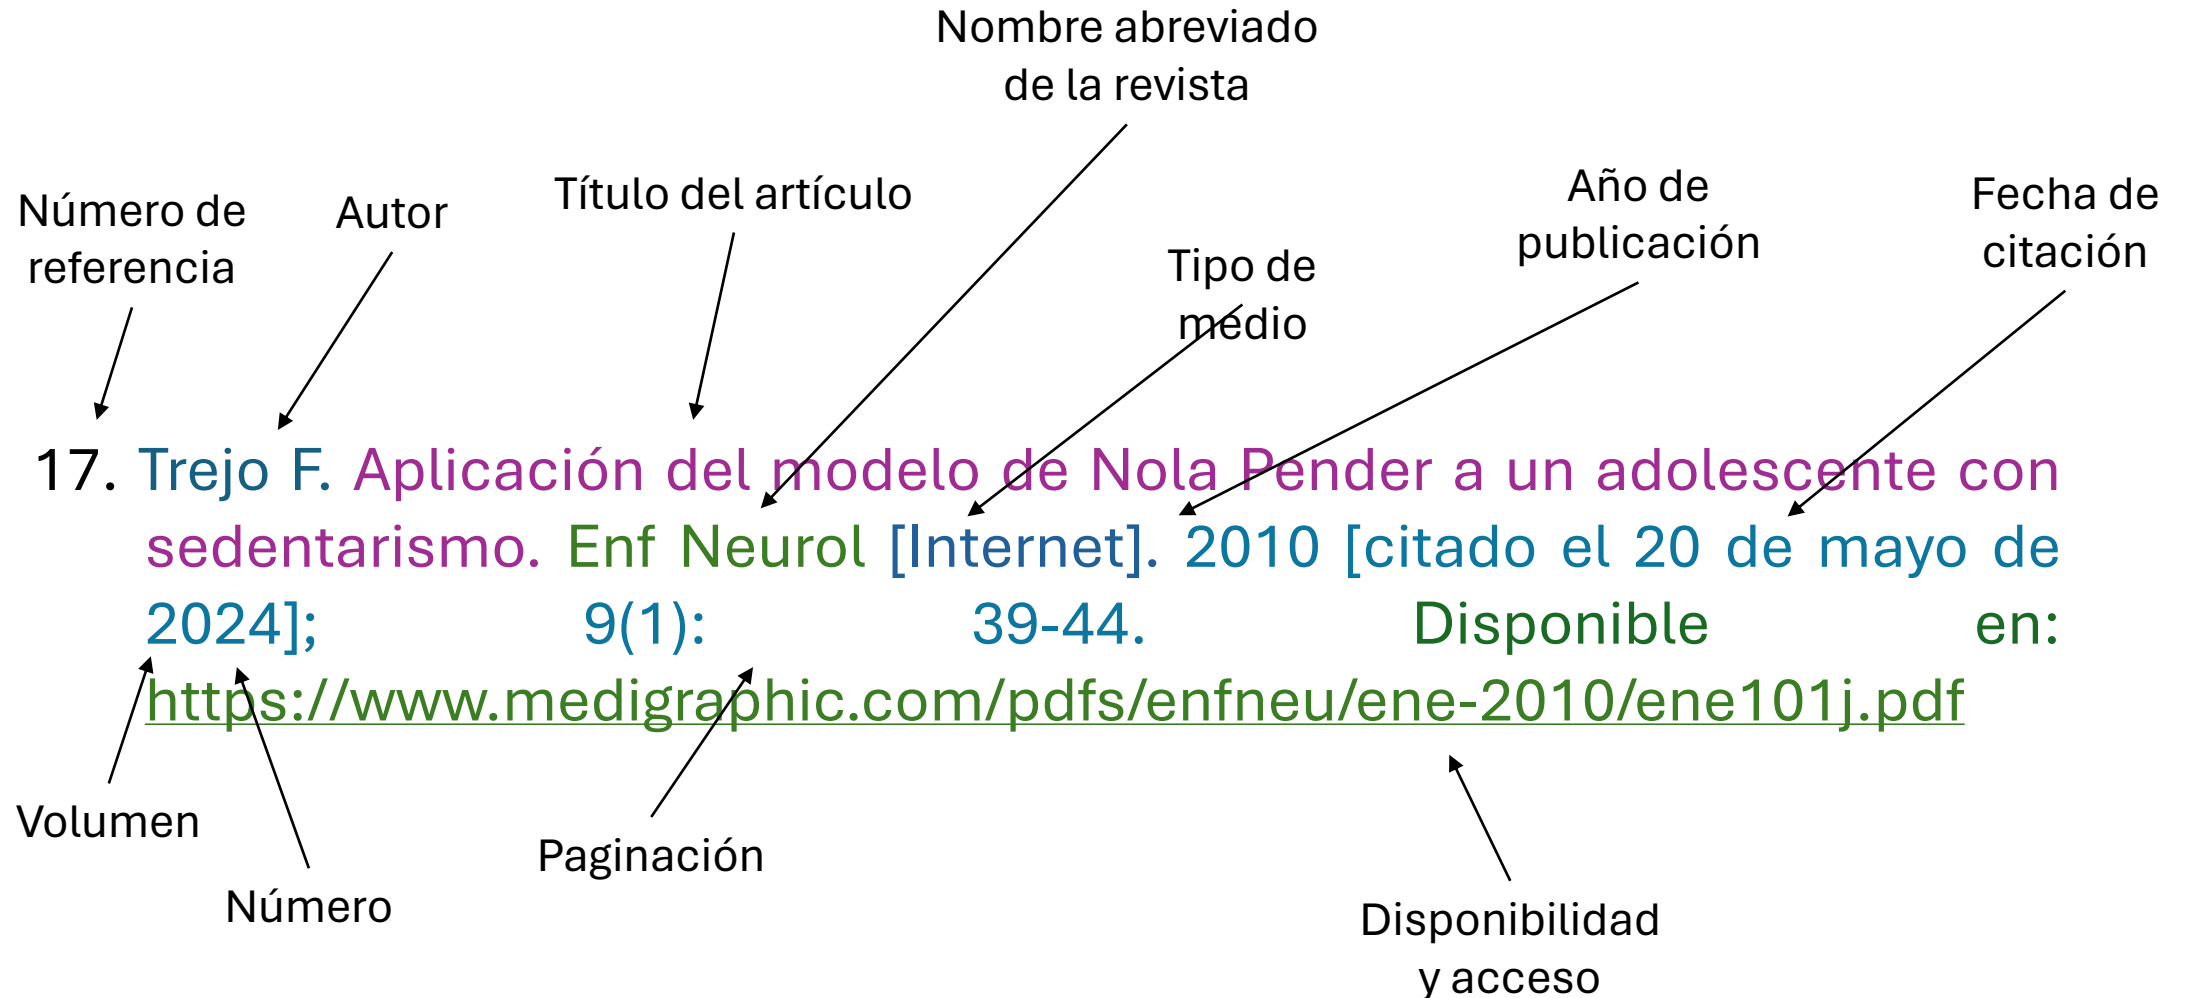 Nombre abreviado
de la revista
Número de
referencia
Autor
Título del artículo
Tipo de
medio
Año de
publicación
Fecha de
citación
17. Trejo F. Aplicación del modelo de Nola Pender a un adolescente con
sedentarismo. Enf Neurol [Internet]. 2010 [citado el 20 de mayo de
2024]; 9(1): 39-44. Disponible en:
https://www.medigraphic.com/pdfs/enfneu/ene-2010/ene101j.pdf
Volumen
Número
Paginación
Disponibilidad
y acceso